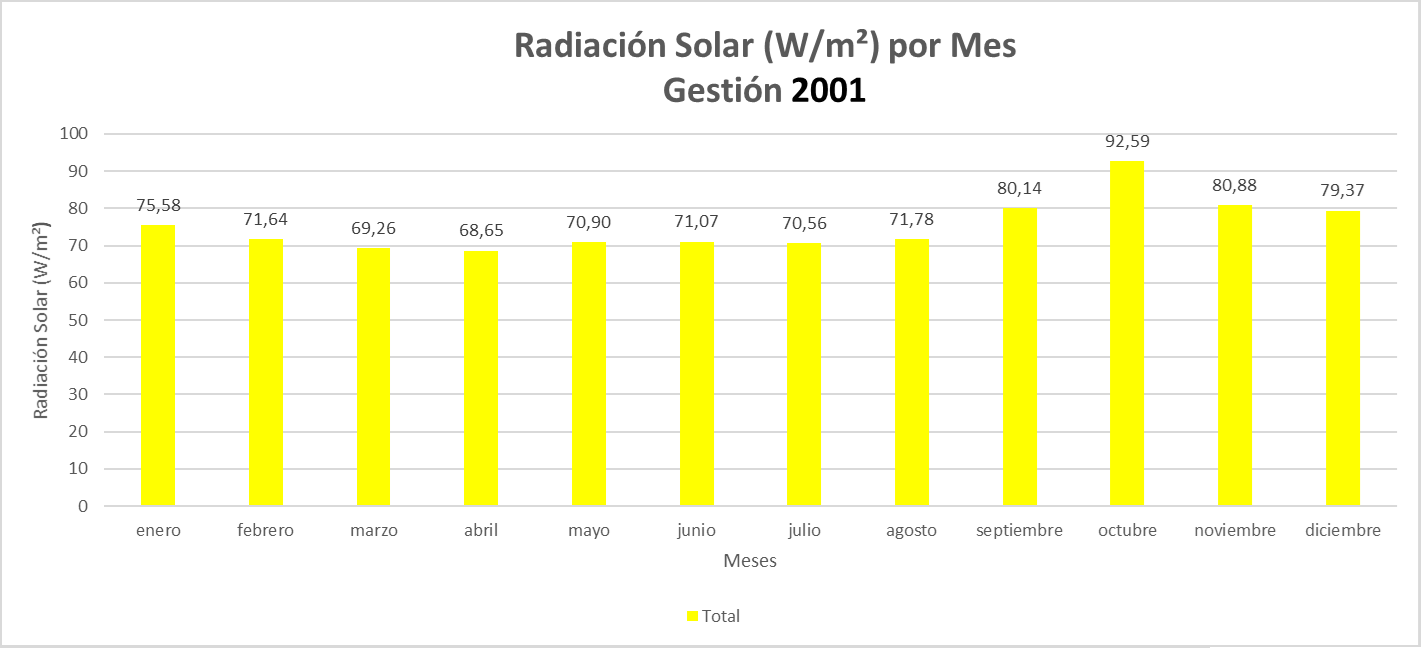 Radiación Solar (W/m²) por Mes
Gestión 2001
Radiación Solar (W/m²)
100
90
80
70
60
50
40
30
20
10
0
75,58
71,64
69,26
68,65
70,90
71,07
70,56
71,78
80,14
92,59
80,88
79,37
enero
febrero
marzo
abril
mayo
junio
julio
agosto
septiembre
octubre
noviembre
diciembre
Meses
Total